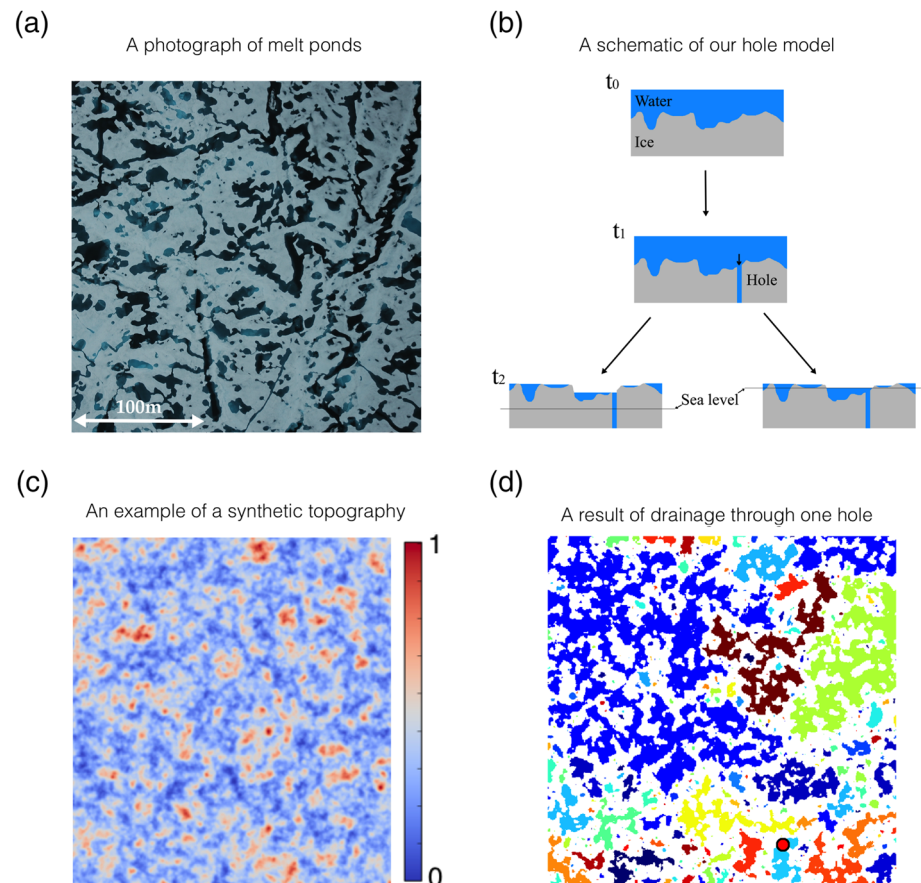 (a)
A photograph of melt ponds
100m
(b)
A schematic of our hole model
t0
Water
Ice
t1
Hole
t2
Sea level
(c)
An example of a synthetic topography
1
0
(d)
A result of drainage through one hole